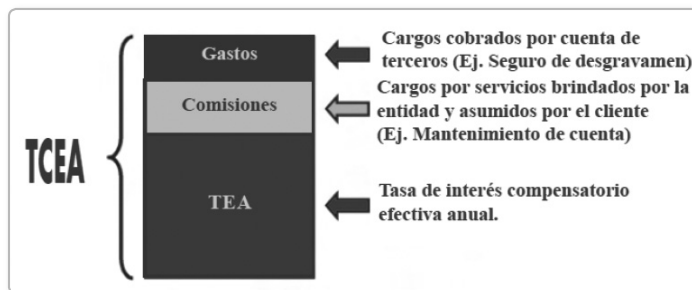 TCEA
Gastos
Cargos cobrados por cuenta de
terceros (Ej. Seguro de desgravamen)
Comisiones
Cargos por servicios brindados por la
entidad y asumidos por el cliente
(Ej. Mantenimiento de cuenta)
TEA
Tasa de interés compensatorio
efectiva anual.